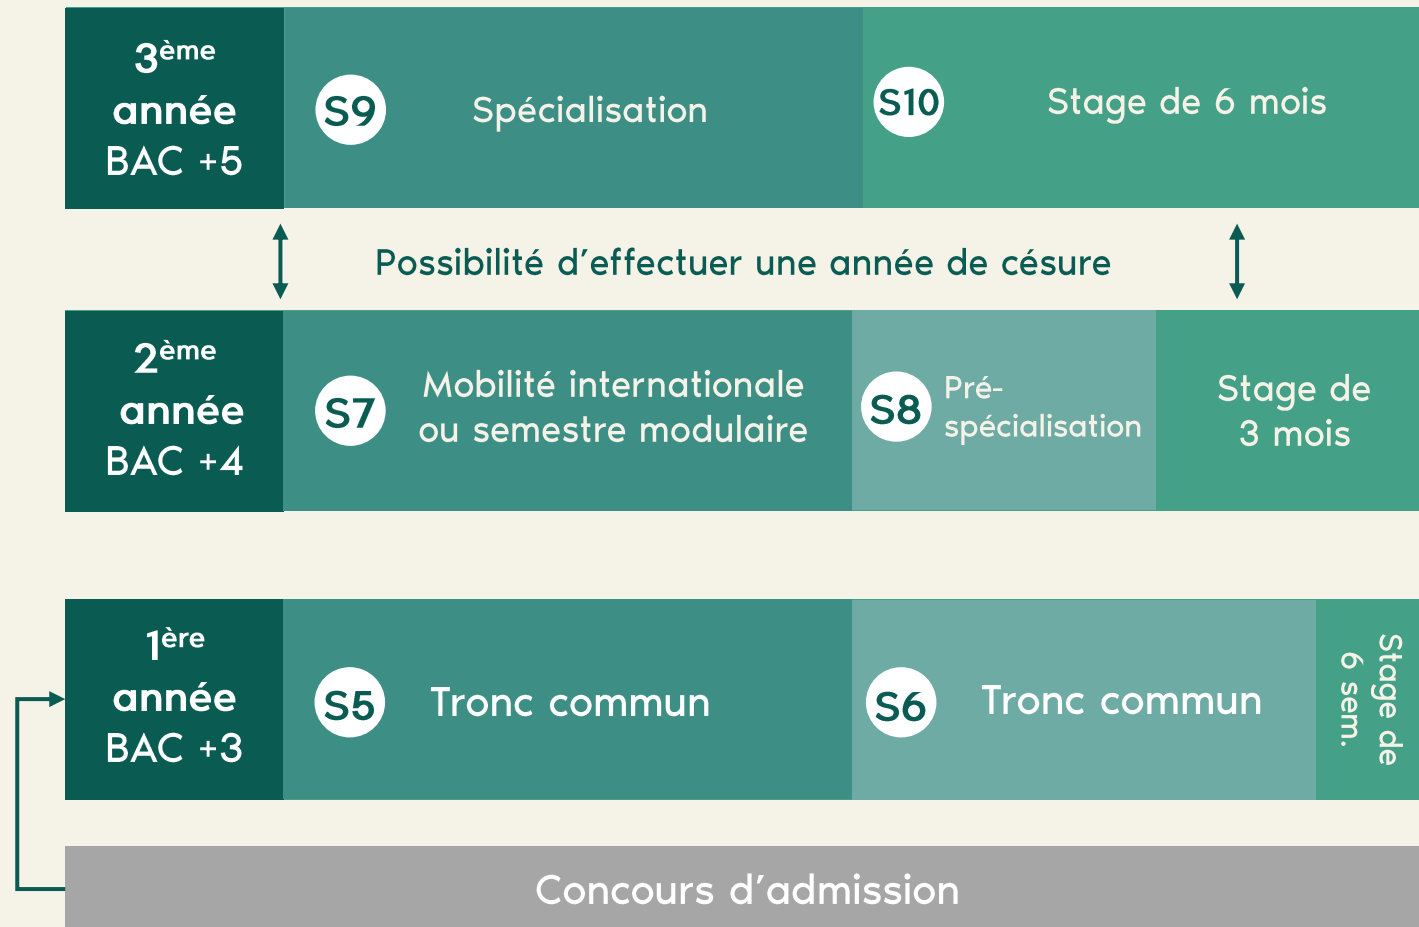 3ème
année
BAC +5
S9
Spécialisation
S10
Stage de 6 mois
Possibilité d'effectuer une année de césure
2ème
année
BAC +4
S7
Mobilité internationale
ou semestre modulaire
S8
Pré-
spécialisation
Stage de
3 mois
1ère
année
BAC +3
S5
Tronc commun
S6
Tronc commun
Stage de
6 sem.
Concours d'admission